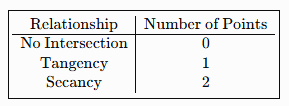 Relationship Number of Points
No Intersection 0
Tangency 1
Secancy 2